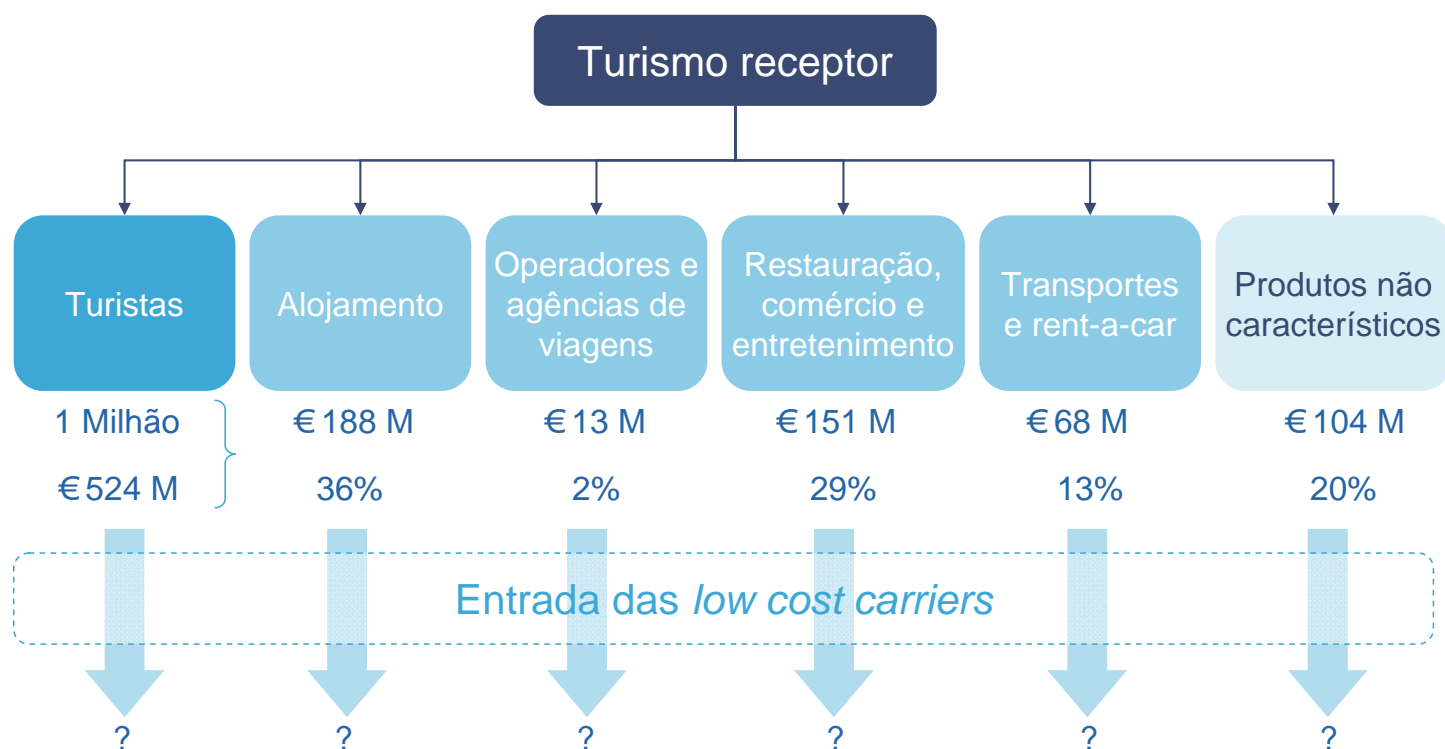 Turismo receptor
Turistas
Alojamento
Operadores e
agências de
viagens
Restauração,
comércio e
entretenimento
Transportes
e rent-a-car
Produtos não
característicos
1 Milhão
€ 188 M
€ 13 M
€ 151 M
€ 68 M
€ 104 M
€ 524 M
36%
2%
29%
13%
20%
Entrada das low cost carriers
?
?
?
?
?
?